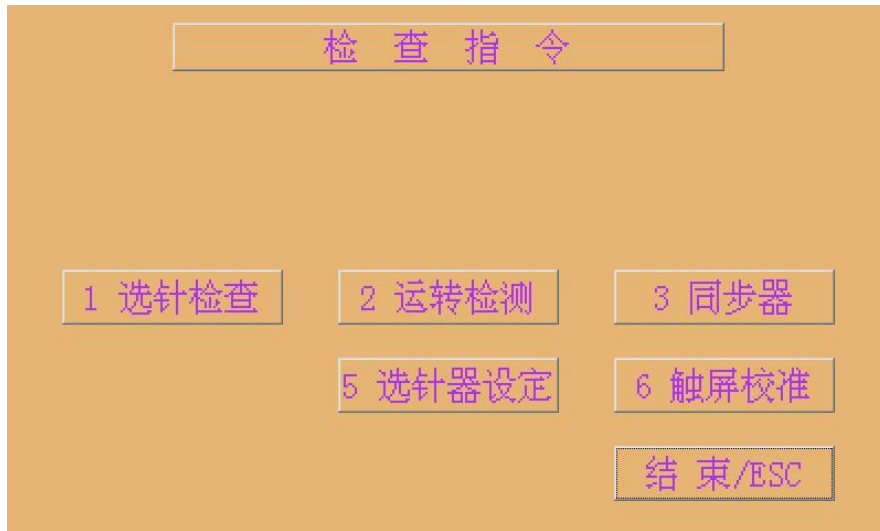 检 查 指 令
1 选针检查
2 运转检测
3 同步器
5 选针器设定
6 触屏校准
结 束/ESC